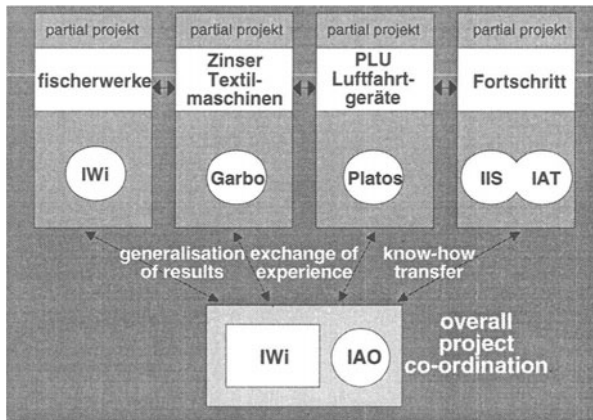 partial projekt
fischerwerke
IWi
partial projekt
Zinser
Textil-
maschinen
Garbo
partial projekt
PLU
Luftfahrt-
geräte
Platos
partial projekt
Fortschritt
IIS
IAT
generalisation
of results
exchange of
experience
know-how
transfer
IWi
IAO
overall
project
co-ordination